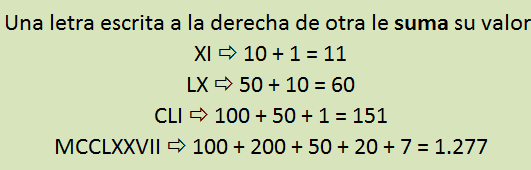 Una letra escrita a la derecha de otra le suma su valor
XI ⇨ 10 + 1 = 11
LX ⇨ 50 + 10 = 60
CLI ⇨ 100 + 50 + 1 = 151
MCCLXXVII ⇨ 100 + 200 + 50 + 20 + 7 = 1.277